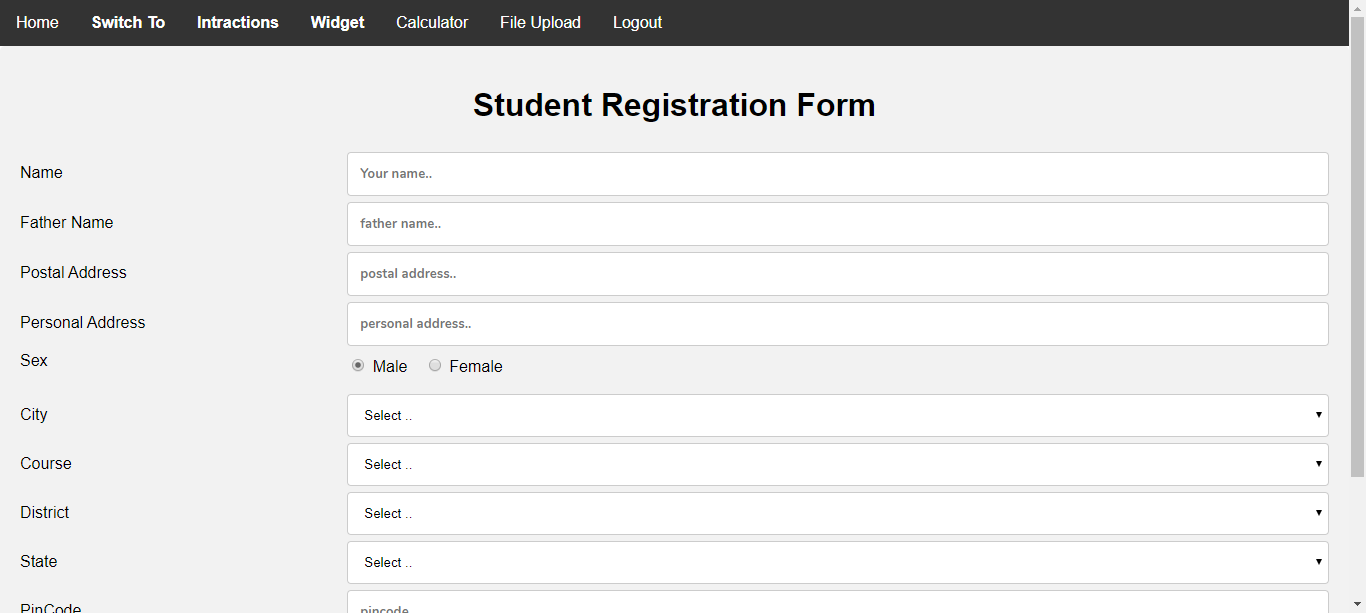 Home Switch To Intractions Widget Calculator File Upload Logout
Student Registration Form
Name Your name..
Father Name father name..
Postal Address postal address..
Personal Address personal address..
Sex Male Female
City Select ..
Course Select ..
District Select ..
State Select ..
PinCode pincode